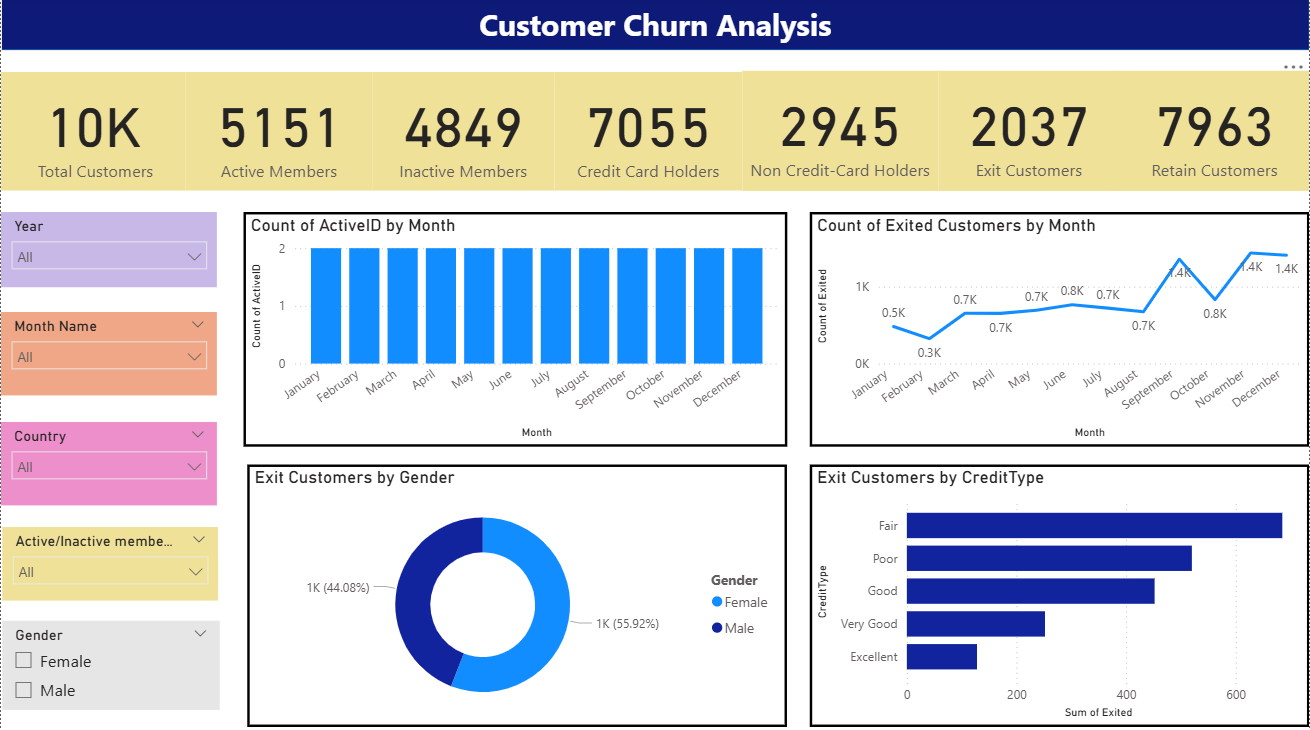 Customer Churn Analysis
10K
Total Customers
5151
Active Members
4849
Inactive Members
7055
Credit Card Holders
2945
Non Credit-Card Holders
2037
Exit Customers
7963
Retain Customers
Year
All
Month Name
All
Country
All
Active/Inactive membe...
All
Gender
Female
Male
Count of ActiveID by Month
Count of ActiveID
2
1
0
January
February
March
April
May
June
July
August
September
October
November
December
Month
Count of Exited Customers by Month
Count of Exited
1K
0K
0.5K
0.3K
0.7K
0.7K
0.7K
0.8K
0.7K
0.7K
1.4K
0.8K
1.4K
1.4K
January
February
March
April
May
June
July
August
September
October
November
December
Month
Exit Customers by Gender
1K (44.08%)
1K (55.92%)
Gender
Female
Male
Exit Customers by CreditType
CreditType
Fair
Poor
Good
Very Good
Excellent
0
200
400
600
Sum of Exited